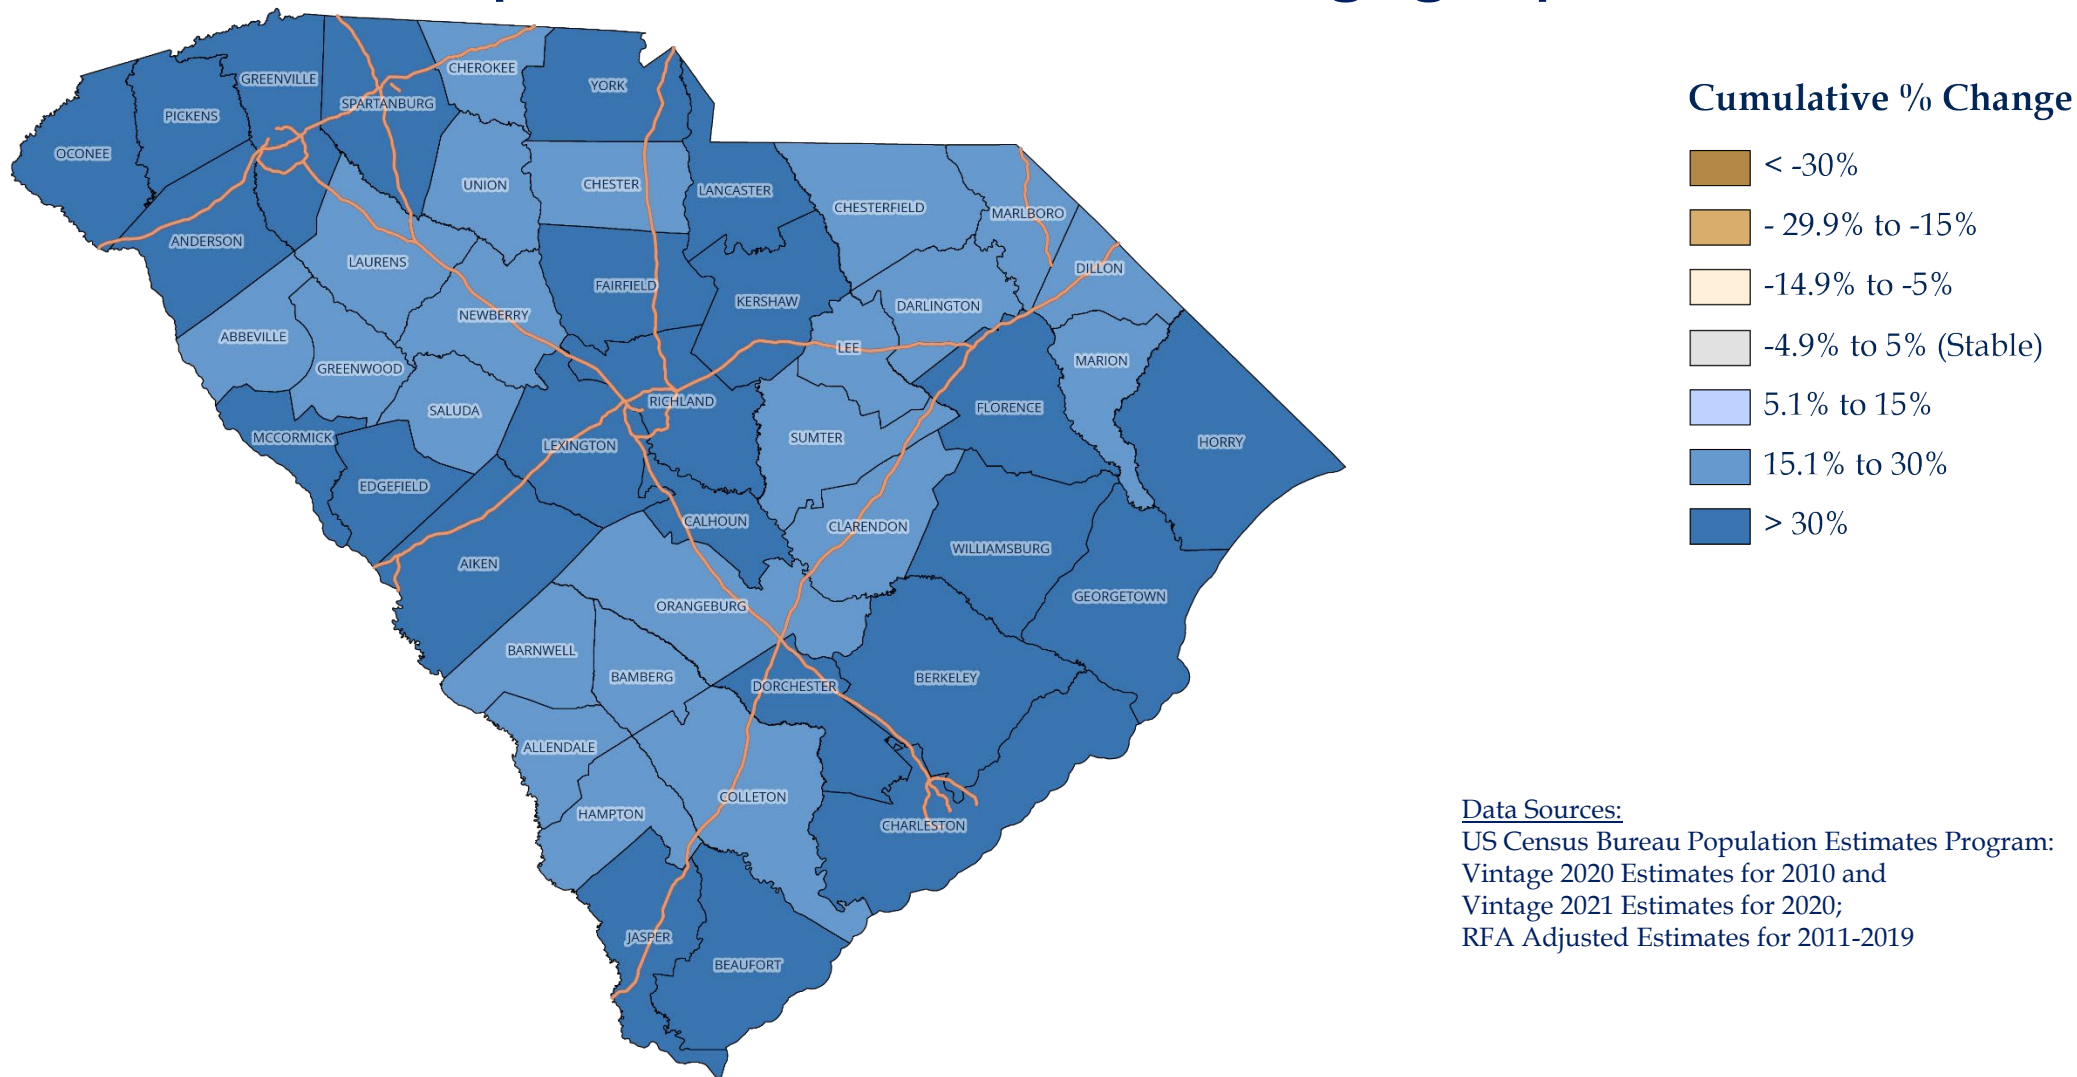 Cumulative % Change
< -30%
- 29.9% to -15%
-14.9% to -5%
-4.9% to 5% (Stable)
5.1% to 15%
15.1% to 30%
> 30%
CHEROKEE
GREENVILLE
YORK
SPARTANBURG
PICKENS
OCONEE
UNION
CHESTER
LANCASTER
CHESTERFIELD
MARLBORO
ANDERSON
LAURENS
DILLON
FAIRFIELD
KERSHAW
DARLINGTON
NEWBERRY
ABBEVILLE
LEE
MARION
GREENWOOD
RICHLAND
FLORENCE
SALUDA
MCCORMICK
LEXINGTON
SUMTER
HORRY
EDGEFIELD
CALHOUN
CLARENDON
WILLIAMSBURG
AIKEN
GEORGETOWN
ORANGEBURG
BARNWELL
BAMBERG
DORCHESTER
BERKELEY
ALLENDALE
COLLETON
HAMPTON
CHARLESTON
JASPER
BEAUFORT
Data Sources:
US Census Bureau Population Estimates Program:
Vintage 2020 Estimates for 2010 and
Vintage 2021 Estimates for 2020;
RFA Adjusted Estimates for 2011-2019